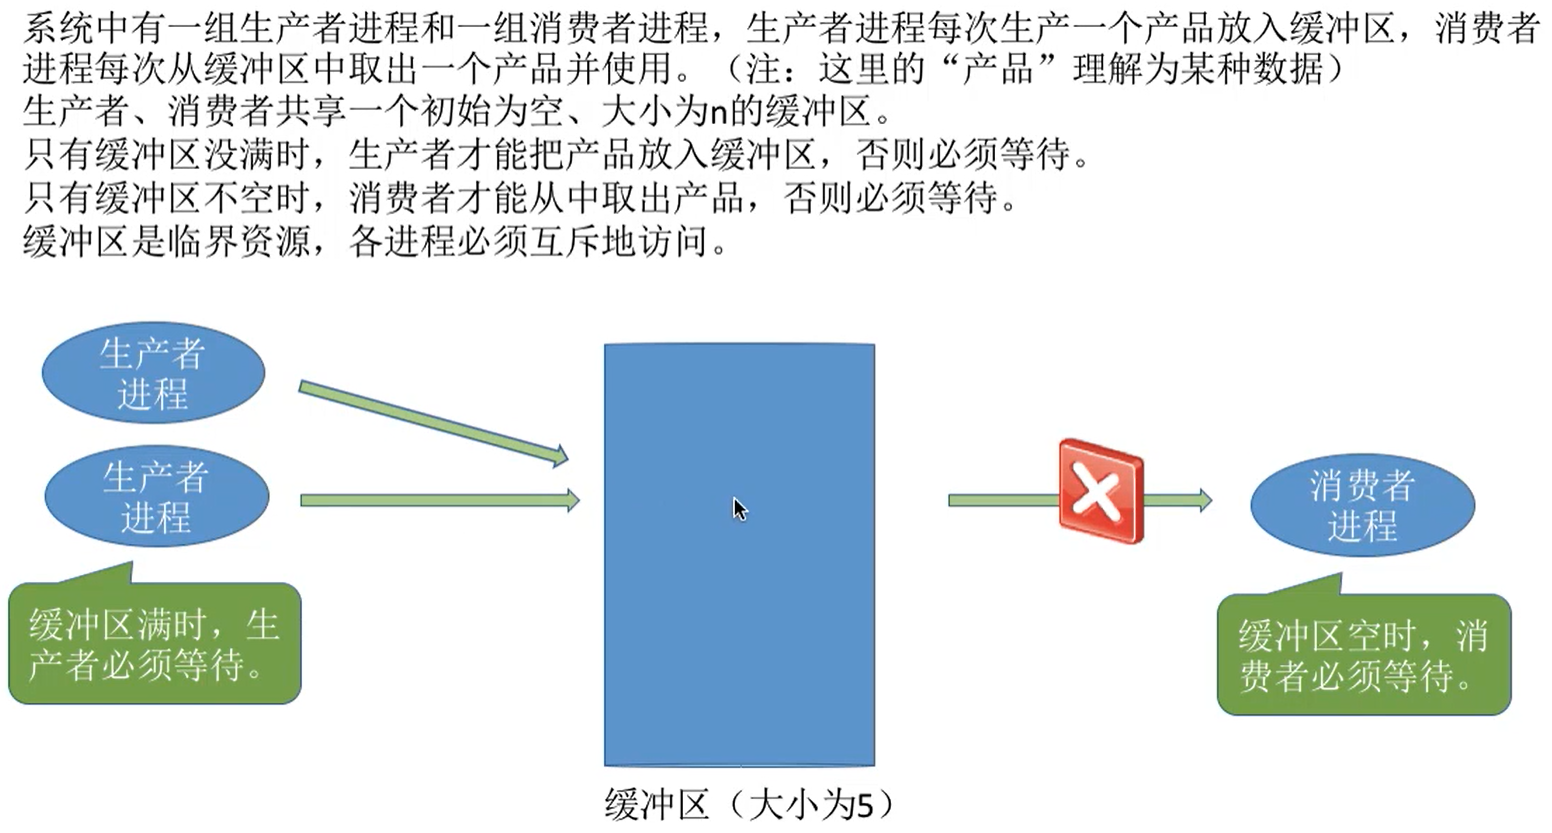 系统中有一组生产者进程和一组消费者进程，生产者进程每次生产一个产品放入缓冲区，消费者
进程每次从缓冲区中取出一个产品并使用。（注：这里的“产品”理解为某种数据）
生产者、消费者共享一个初始为空、大小为n的缓冲区。
只有缓冲区没满时，生产者才能把产品放入缓冲区，否则必须等待。
只有缓冲区不空时，消费者才能从中取出产品，否则必须等待。
缓冲区是临界资源，各进程必须互斥地访问。
生产者
进程
生产者
进程
缓冲区满时，生
产者必须等待。
消费者
进程
缓冲区空时，消
费者必须等待。
缓冲区（大小为5）